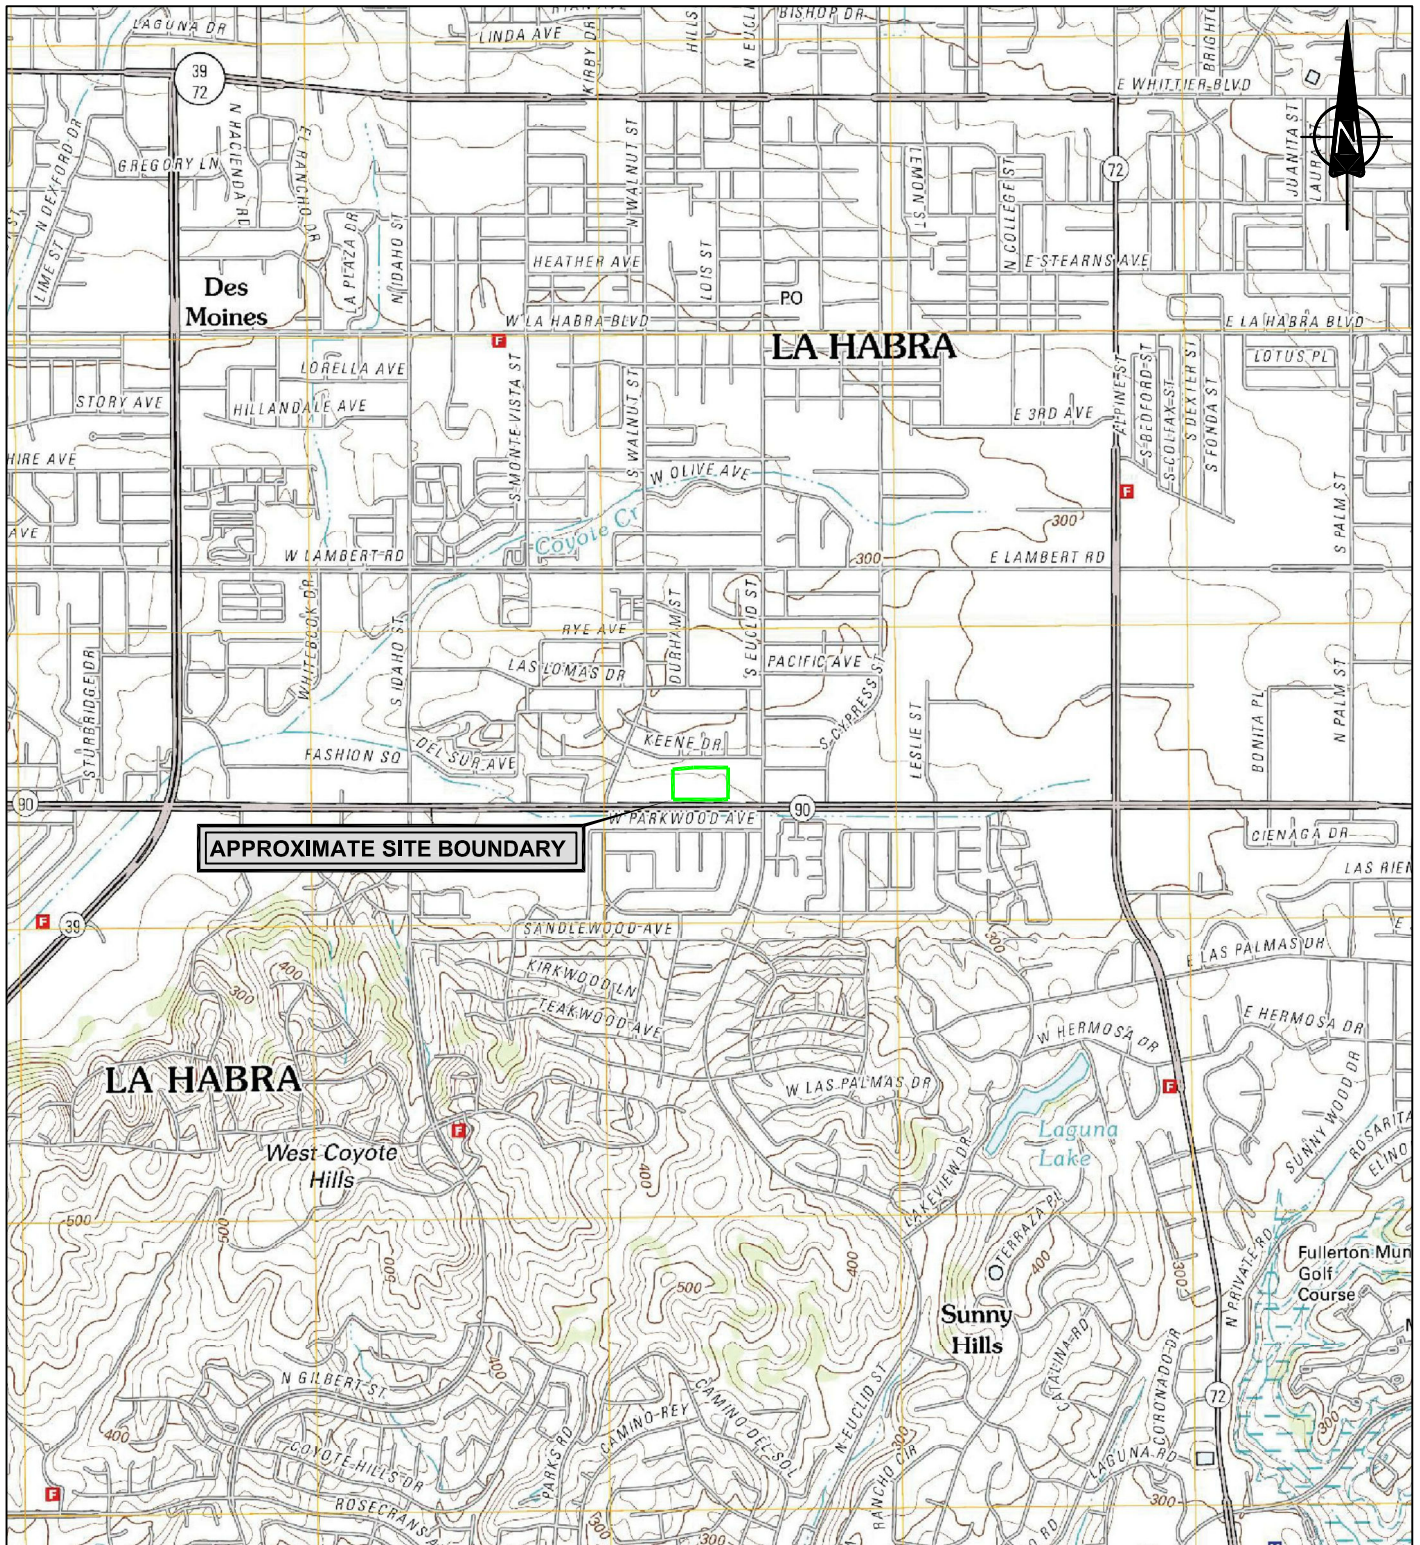 LAGUNA DR
LINDA AVE
KIRBY DR
HILLS
N EUCLI
BISHOP DR
39
72
E WHITTIER BLVD
N
JUANITA ST
LAURA
N DEXFORD DR
GREGORY LN
N HACIENDA RD
EL RANCHO DR
N WALNUT ST
LEMON ST
N COLLEGE ST
72
LIME ST
LA PLAZA DR
N IDAHO ST
HEATHER AVE
LOIS ST
E STEARNS AVE
Des
Moines
PO
W LA HABRA BLVD
E LA HABRA BLVD
F
LA HABRA
LORELLA AVE
LOTUS PL
STORY AVE
HILLANDALE AVE
S MONTE VISTA ST
S WALNUT ST
E 3RD AVE
ALPINE ST
S BEDFORD ST
S COLFAX ST
S DEXTER ST
S FONDA ST
HIRE AVE
W OLIVE AVE
F
S PALM ST
AVE
Coyote Cr
300
W LAMBERT RD
300
E LAMBERT RD
WHITEBOOK DR
S IDAHO ST
RYE AVE
DURHAM ST
S EUCLID ST
STURBRIDGE DR
LAS LOMAS DR
PACIFIC AVE
S CYPRESS ST
LESLIE ST
BONITA PL
N PALM ST
FASHION SQ
DEL SUR AVE
KEENE DR
90
W PARKWOOD AVE
90
APPROXIMATE SITE BOUNDARY
CIENAGA DR
LAS RIEN
F
39
SANDLEWOOD AVE
300
E LAS PALMAS DR
E
400
300
KIRKWOOD LN
TEAKWOOD AVE
E HERMOSA DR
W HERMOSA DR
LA HABRA
W LAS PALMAS DR
F
F
Laguna
Lake
SUNNYWOOD DR
ROSARITA
ELINO
West Coyote
Hills
400
LAKEVIEW DR
500
500
500
TERRAZA PL
400
400
500
300
N PRIVATE RD
Fullerton Mun
Golf
Course
Sunny
Hills
400
N GILBERT ST
CATALINA RD
CORONADO DR
72
N EUCLID ST
CAMINO REY
CAMINO DEL SOL
400
COYOTE HILLS DR
PARKS RD
RANCHO CIR
300
LAGUNA RD
300
F
ROSECRANS A
300
300
300
RD